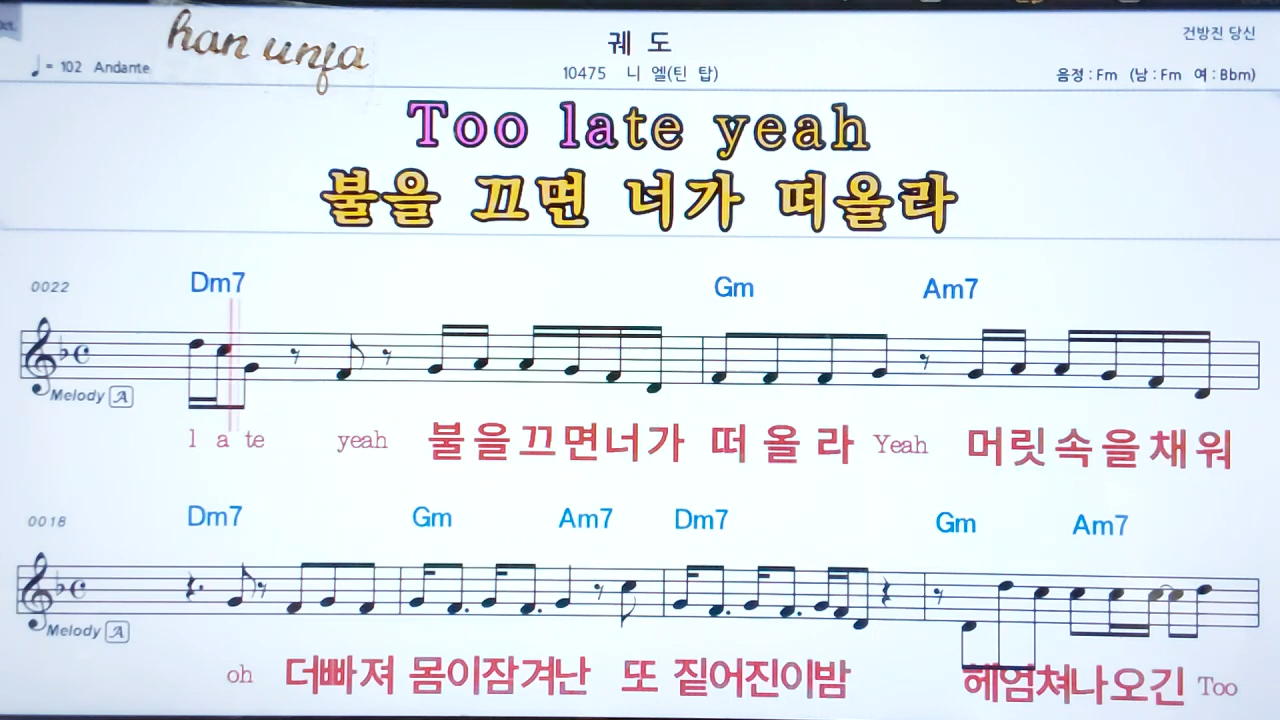 han unja
궤 도
건방진 당신
♩= 102 Andante
10475 니 엘(틴 탑)
음정 : Fm (남 : Fm 여 : Bbm)
Too late yeah
불을 끄면 너가 떠올라
0022 Dm7 Gm Am7
Melody A
l a te yeah 불을끄면너가 떠 올 라 Yeah 머릿속을채워
0018 Dm7 Gm Am7 Dm7 Gm Am7
Melody A
oh 더빠져 몸이잠겨난 또 짙어진이밤 헤엄쳐나오긴 Too